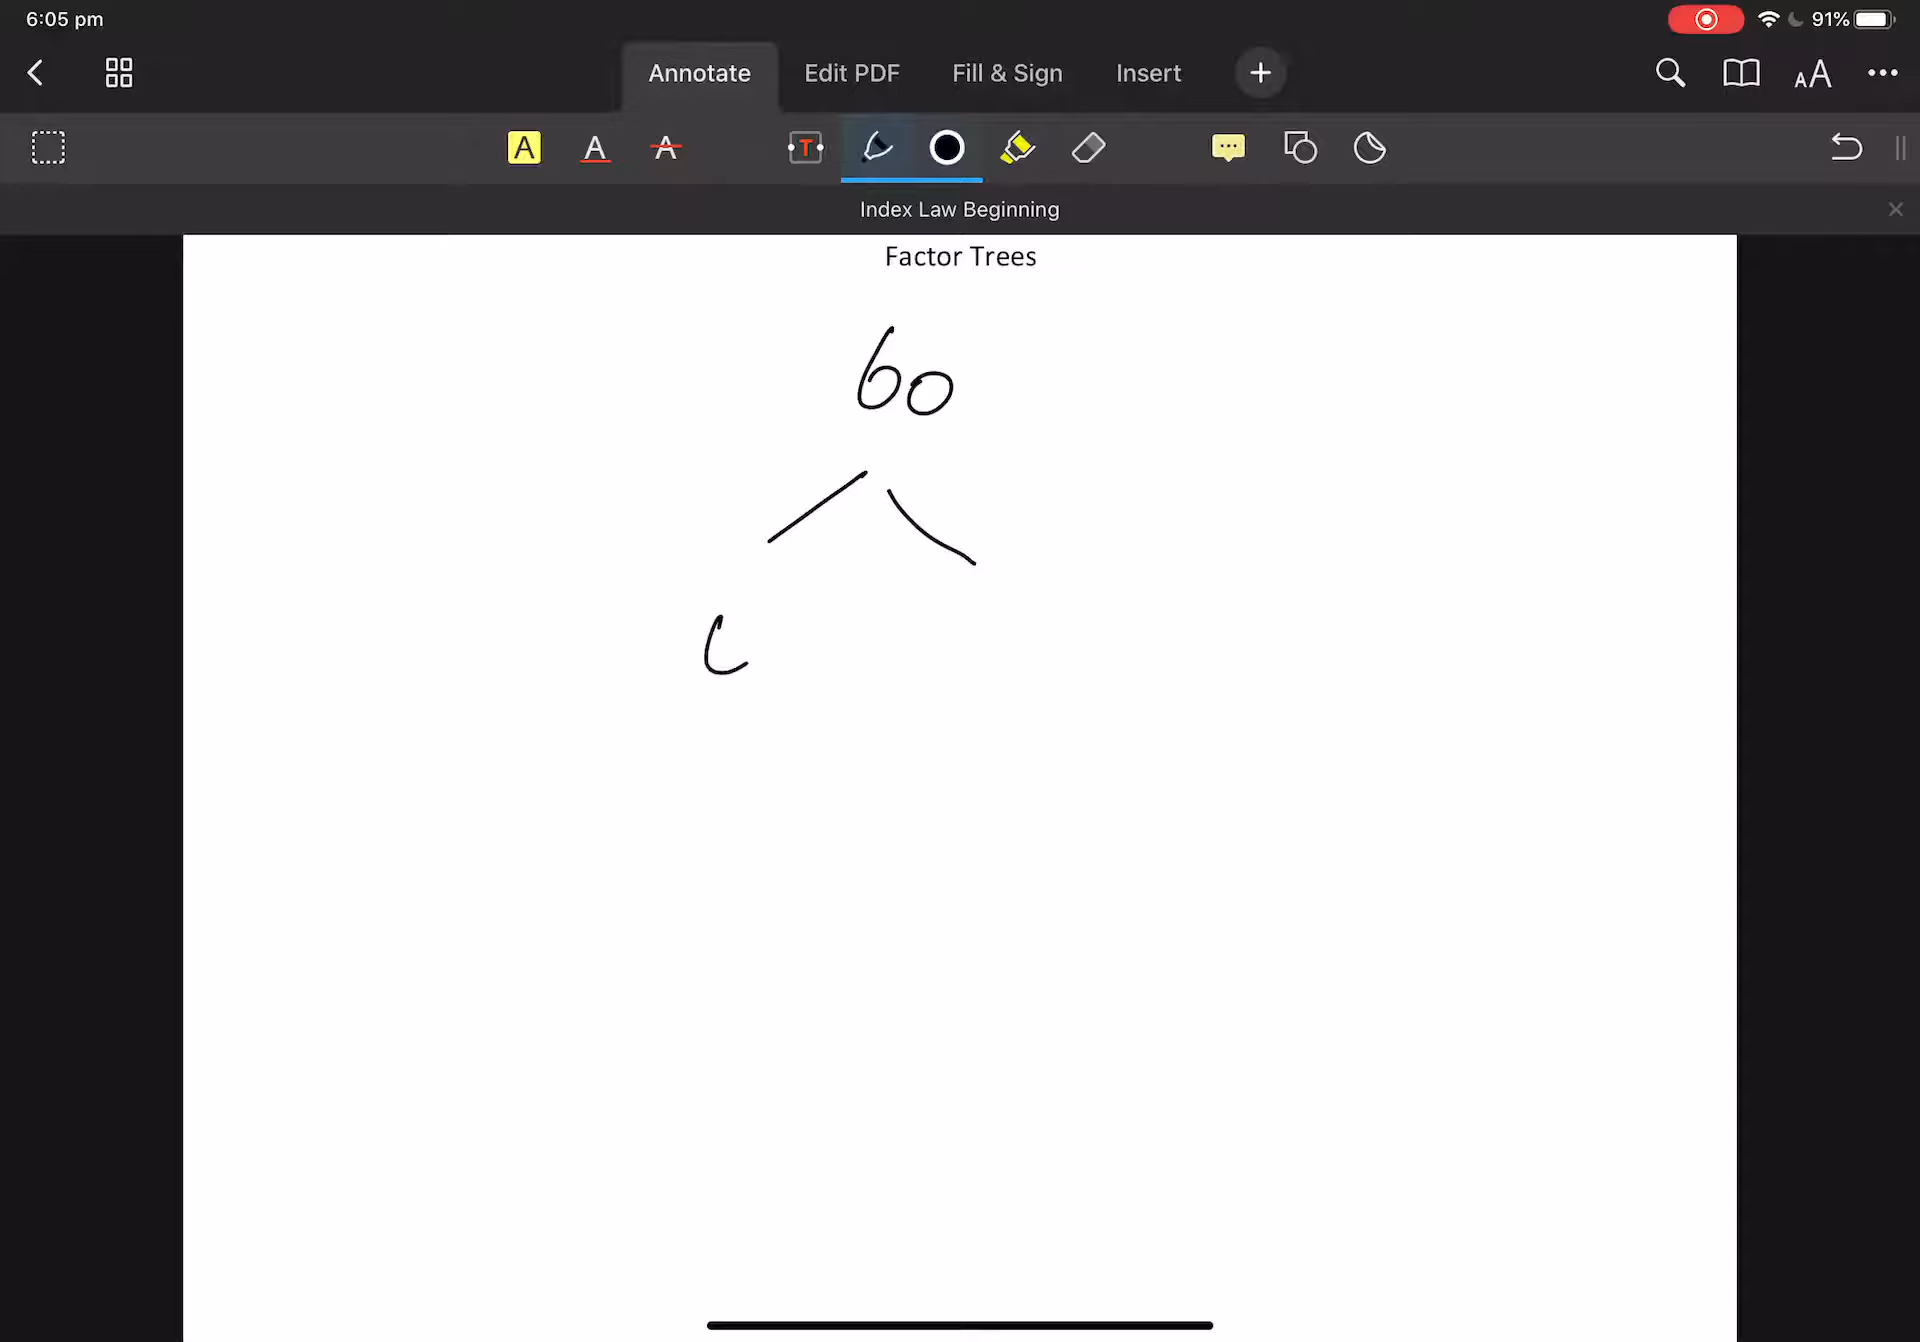 6:05 pm
91%
Annotate
Edit PDF
Fill & Sign
Insert
Index Law Beginning
Factor Trees
60